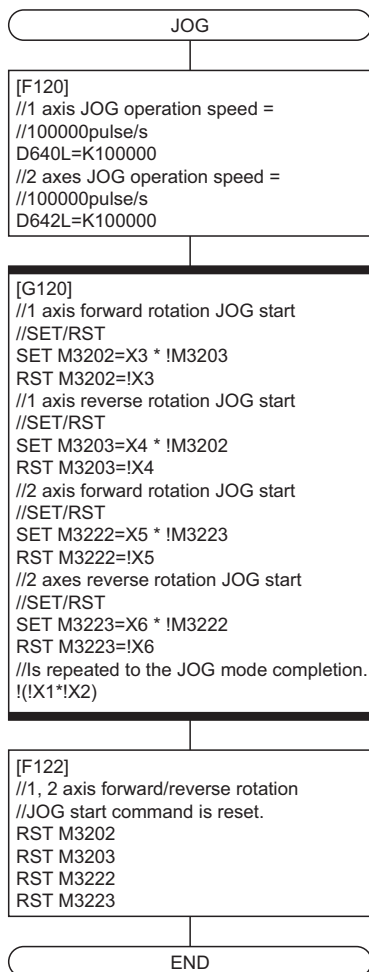 JOG
[F120]
//1 axis JOG operation speed =
//100000pulse/s
D640L=K100000
//2 axes JOG operation speed =
//100000pulse/s
D642L=K100000
[G120]
//1 axis forward rotation JOG start
//SET/RST
SET M3202=X3 * !M3203
RST M3202=!X3
//1 axis reverse rotation JOG start
//SET/RST
SET M3203=X4 * !M3202
RST M3203=!X4
//2 axis forward rotation JOG start
//SET/RST
SET M3222=X5 * !M3223
RST M3222=!X5
//2 axes reverse rotation JOG start
//SET/RST
SET M3223=X6 * !M3222
RST M3223=!X6
//Is repeated to the JOG mode completion.
!(!X1*!X2)
[F122]
//1, 2 axis forward/reverse rotation
//JOG start command is reset.
RST M3202
RST M3203
RST M3222
RST M3223
END